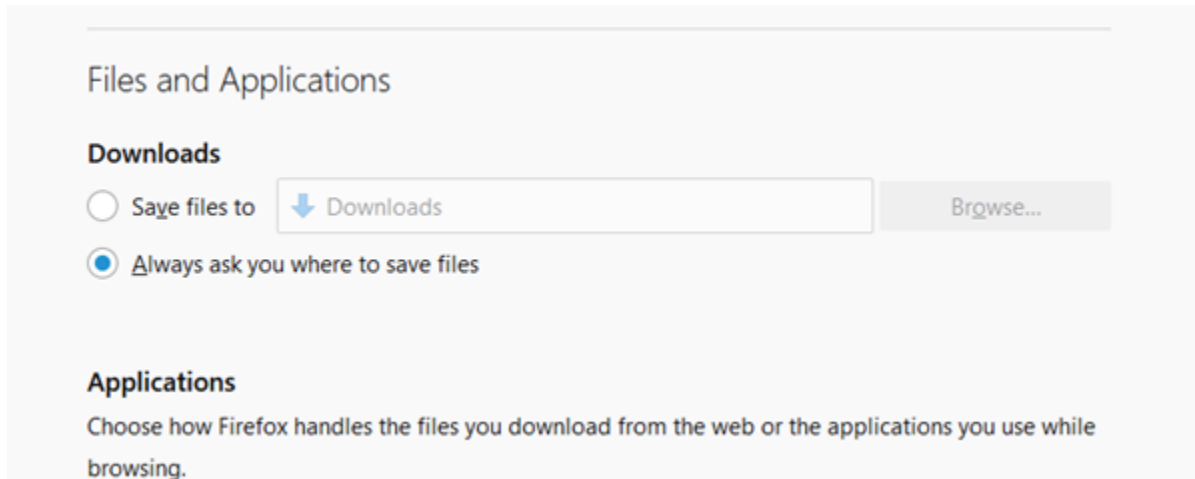 Files and Applications
Downloads
Save files to
Downloads
Browse...
Always ask you where to save files
Applications
Choose how Firefox handles the files you download from the web or the applications you use while
browsing.